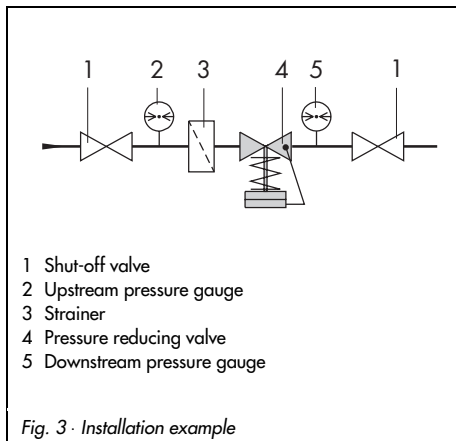 1 2 3 4 5 1
1 Shut-off valve
2 Upstream pressure gauge
3 Strainer
4 Pressure reducing valve
5 Downstream pressure gauge
Fig. 3 · Installation example